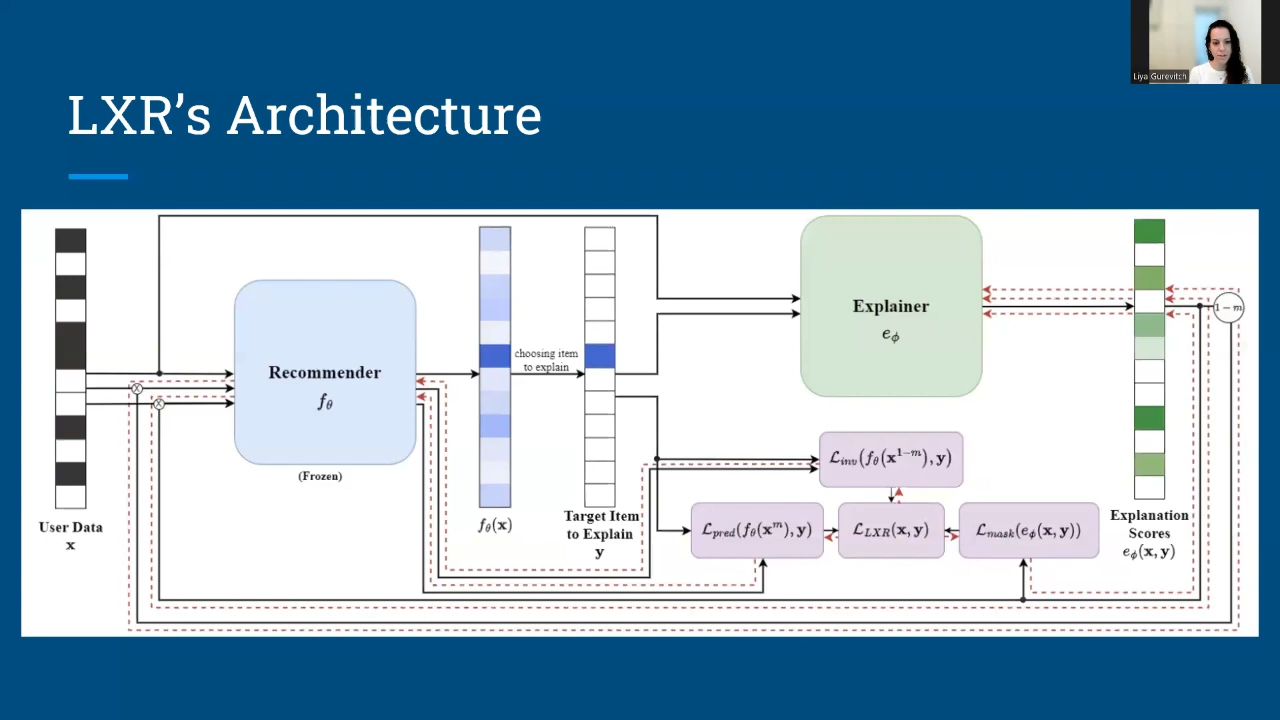 Liya Gurevitch
LXR's Architecture
User Data
x
Recommender
f_θ
(Frozen)
f_θ(x)
choosing item
to explain
Target Item
to Explain
y
Explainer
e_ϕ
L_inv(f_θ(x^{1−m}), y)
L_pred(f_θ(x^m), y)
L_LXR(x, y)
L_mask(e_ϕ(x, y))
1−m
Explanation
Scores
e_ϕ(x, y)